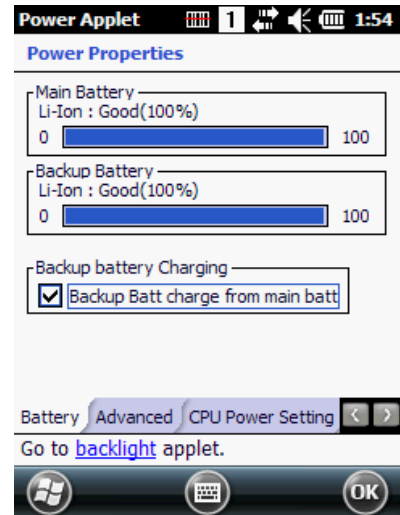 Power Applet 1 1:54
Power Properties
Main Battery
Li-Ion : Good(100%)
0 100
Backup Battery
Li-Ion : Good(100%)
0 100
Backup battery Charging
Backup Batt charge from main batt
Battery Advanced CPU Power Setting
Go to backlight applet.
OK